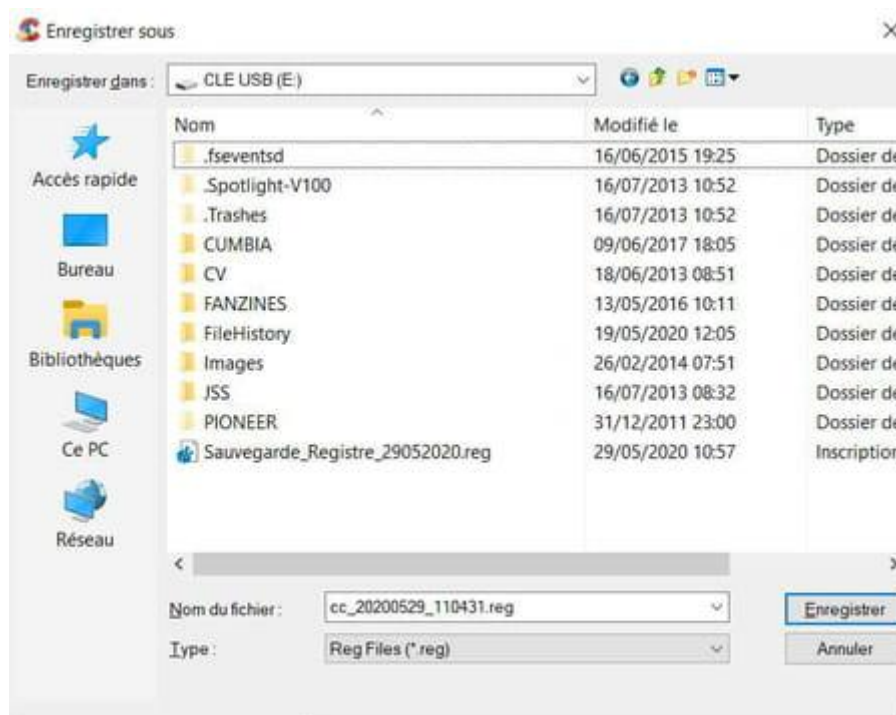 Enregistrer sous
Enregistrer dans : CLE USB (E:)
Nom Modifié le Type
.fseventsd 16/06/2015 19:25 Dossier de
.Spotlight-V100 16/07/2013 10:52 Dossier de
.Trashes 16/07/2013 10:52 Dossier de
CUMBIA 09/06/2017 18:05 Dossier de
CV 18/06/2013 08:51 Dossier de
FANZINES 13/05/2016 10:11 Dossier de
FileHistory 19/05/2020 12:05 Dossier de
Images 26/02/2014 07:51 Dossier de
JSS 16/07/2013 08:32 Dossier de
PIONEER 31/12/2011 23:00 Dossier de
Sauvegarde_Registre_29052020.reg 29/05/2020 10:57 Inscription
Accès rapide
Bureau
Bibliothèques
Ce PC
Réseau
Nom du fichier : cc_20200529_110431.reg Enregistrer
Type : Reg Files (*.reg) Annuler